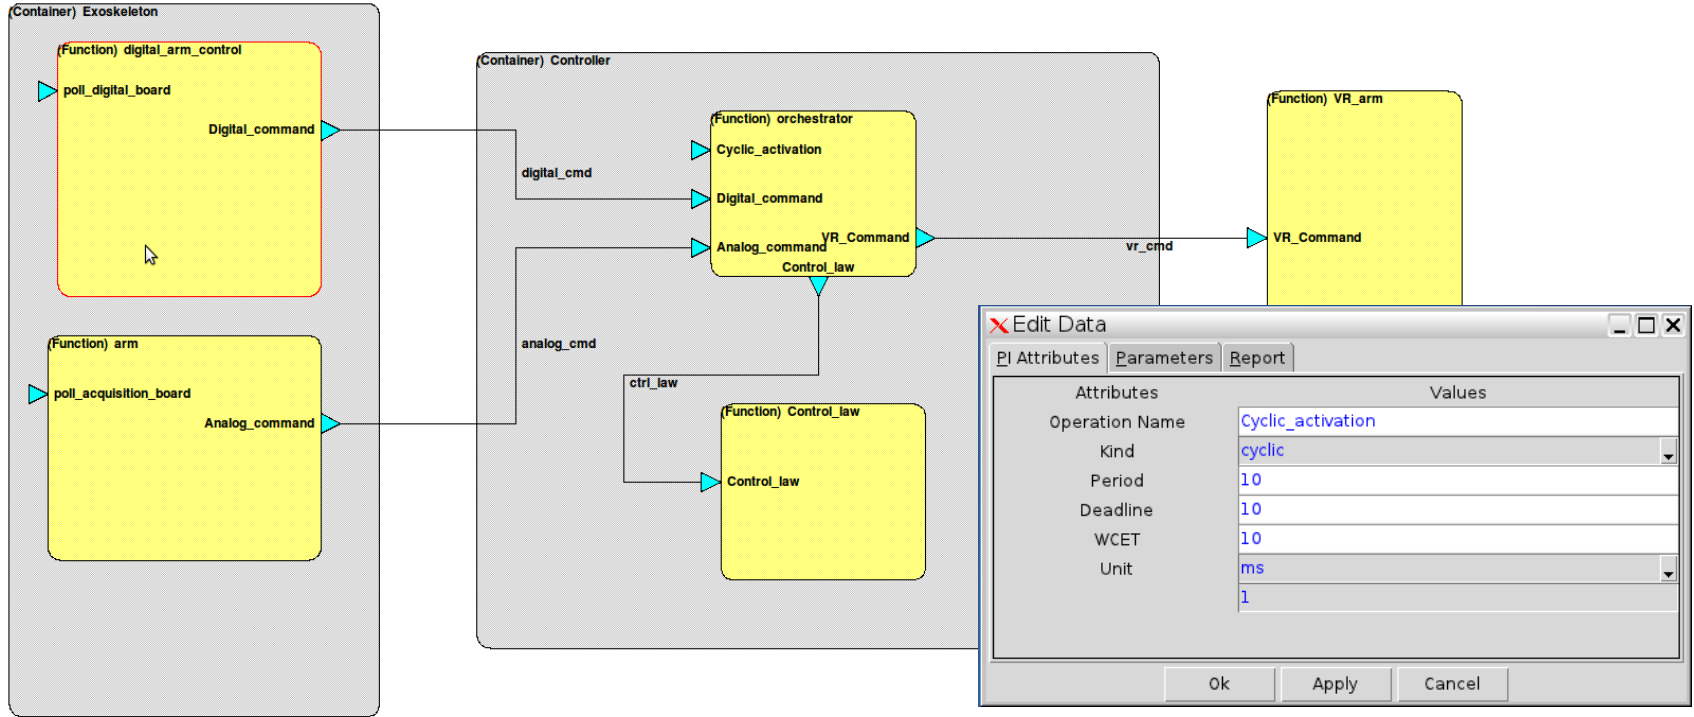 (Container) Exoskeleton
(Function) digital_arm_control
poll_digital_board
Digital_command
(Function) arm
poll_acquisition_board
Analog_command
digital_cmd
analog_cmd
(Container) Controller
(Function) orchestrator
Cyclic_activation
Digital_command
Analog_command
VR_Command
Control_law
ctrl_law
(Function) Control_law
Control_law
vr_cmd
(Function) VR_arm
VR_Command
Edit Data
PI Attributes Parameters Report
Attributes Values
Operation Name Cyclic_activation
Kind cyclic
Period 10
Deadline 10
WCET 10
Unit ms
1
Ok Apply Cancel